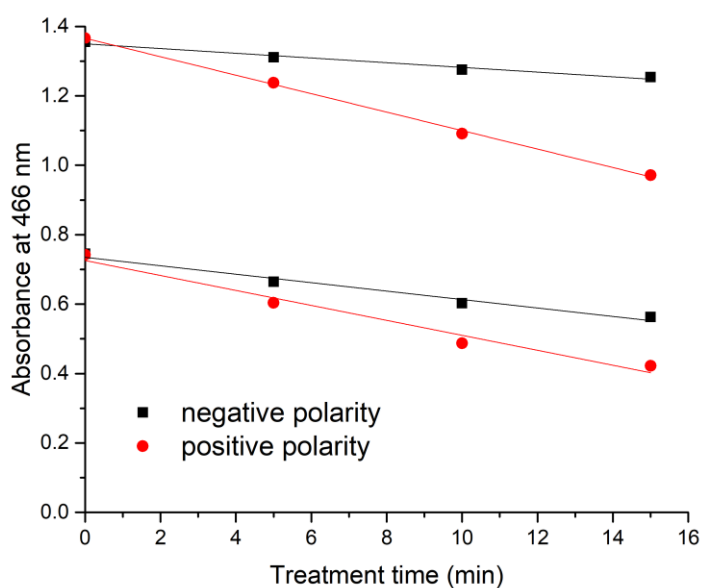 1.4
1.2
1.0
0.8
0.6
0.4
0.2
0.0
Absorbance at 466 nm
negative polarity
positive polarity
0 2 4 6 8 10 12 14 16
Treatment time (min)